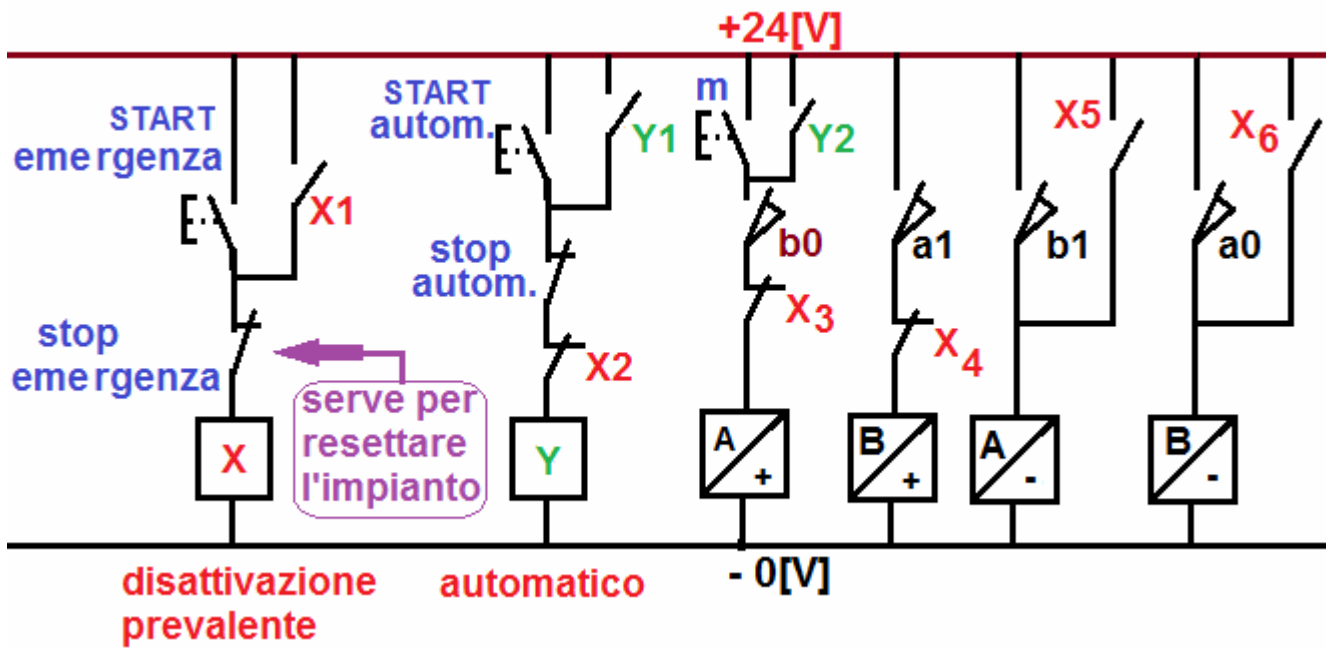 +24[V]
START
emergenza
X1
stop
emergenza
serve per
resettare
l'impianto
X
disattivazione
prevalente
START
autom.
Y1
stop
autom.
X2
Y
automatico
m
Y2
b0
X3
A
+
- 0[V]
a1
X4
B
+
X5
b1
A
-
X6
a0
B
-